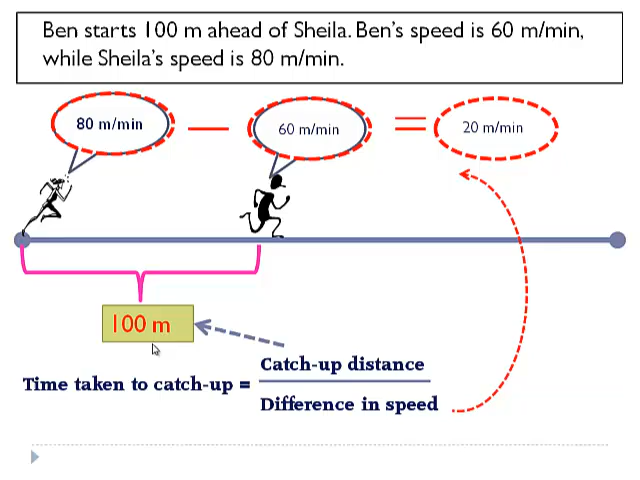 Ben starts 100 m ahead of Sheila. Ben's speed is 60 m/min,
while Sheila's speed is 80 m/min.
80 m/min
60 m/min
20 m/min
100 m
Time taken to catch-up =
Catch-up distance
Difference in speed